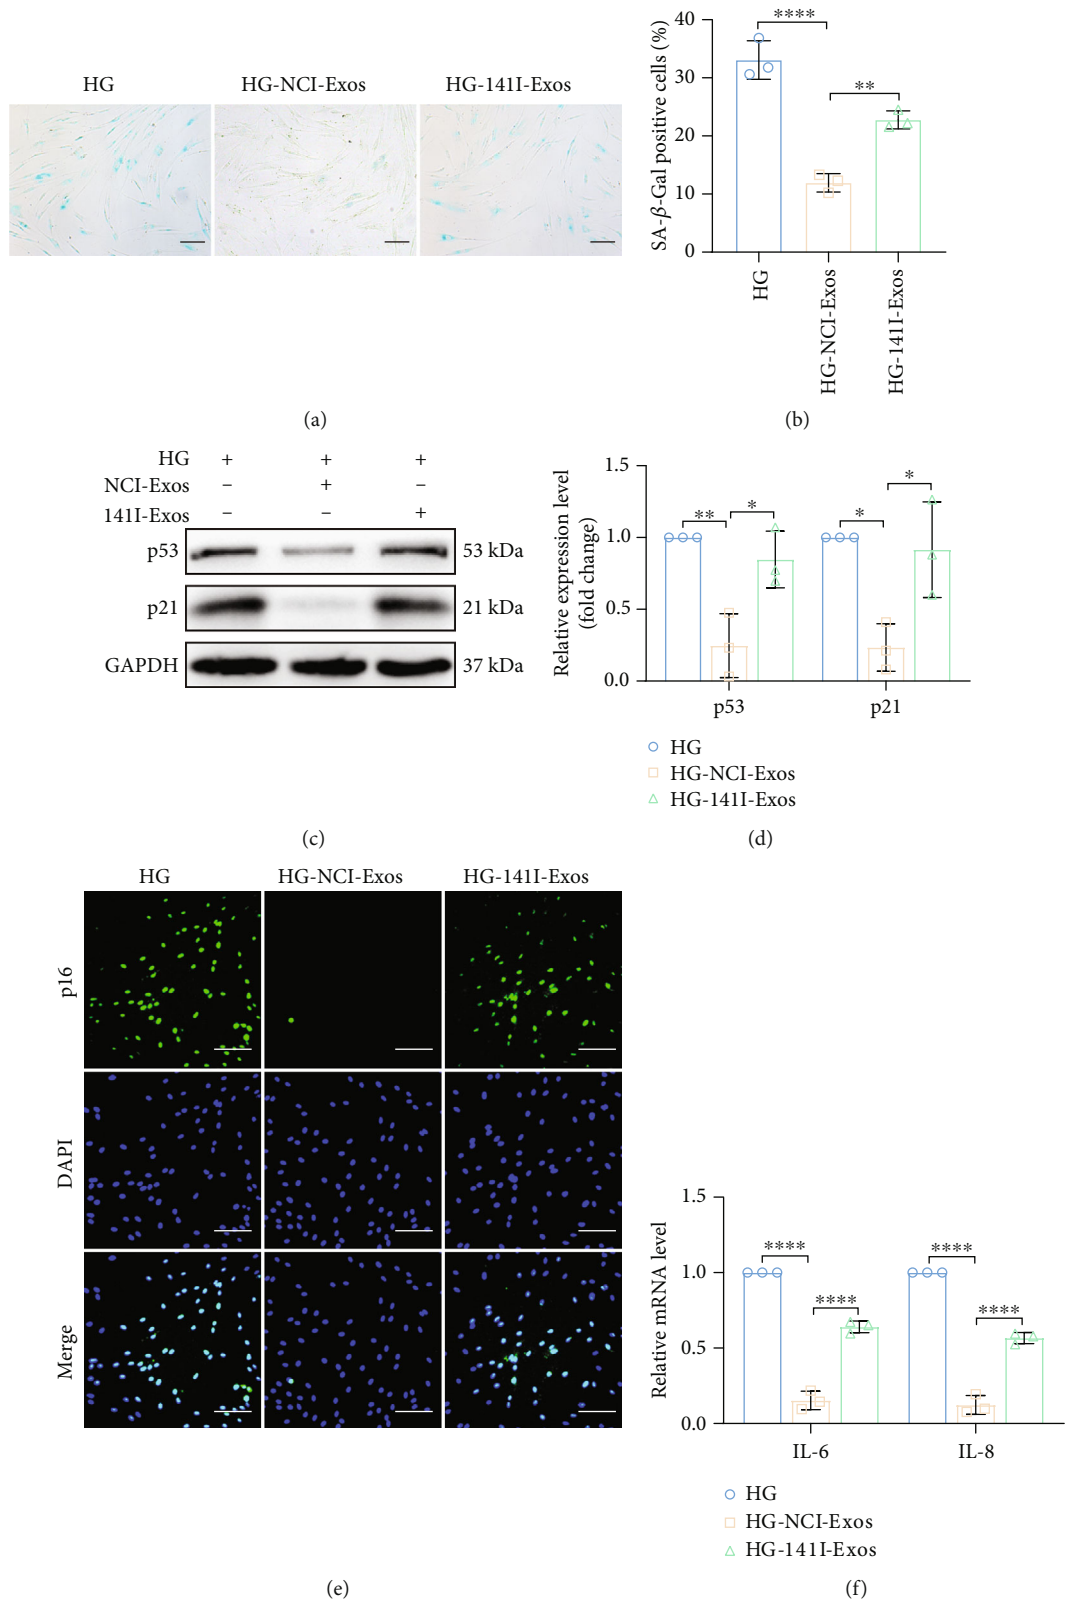 HG HG-NCI-Exos HG-141I-Exos
(a)
SA-β-Gal positive cells (%)
40
30
20
10
0
****
**
HG
HG-NCI-Exos
HG-141I-Exos
(b)
HG + + +
NCI-Exos – + –
141I-Exos – – +
p53 53 kDa
p21 21 kDa
GAPDH 37 kDa
(c)
Relative expression level
(fold change)
1.5
1.0
0.5
0.0
** * * *
p53 p21
HG
HG-NCI-Exos
HG-141I-Exos
(d)
HG HG-NCI-Exos HG-141I-Exos
p16
DAPI
Merge
(e)
Relative mRNA level
1.5
1.0
0.5
0.0
**** ****
**** ****
IL-6 IL-8
HG
HG-NCI-Exos
HG-141I-Exos
(f)